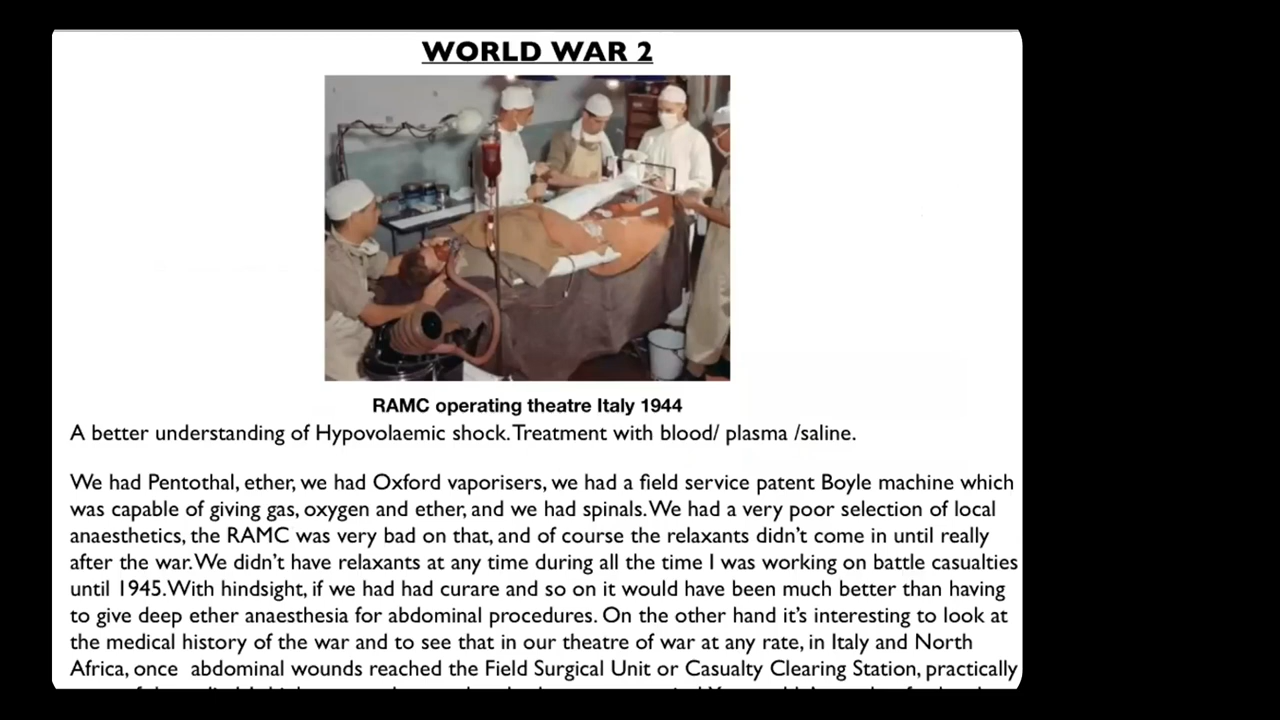 WORLD WAR 2
RAMC operating theatre Italy 1944
A better understanding of Hypovolaemic shock. Treatment with blood/ plasma /saline.
We had Pentothal, ether, we had Oxford vaporisers, we had a field service patent Boyle machine which
was capable of giving gas, oxygen and ether, and we had spinals. We had a very poor selection of local
anaesthetics, the RAMC was very bad on that, and of course the relaxants didn't come in until really
after the war. We didn't have relaxants at any time during all the time I was working on battle casualties
until 1945. With hindsight, if we had had curare and so on it would have been much better than having
to give deep ether anaesthesia for abdominal procedures. On the other hand it's interesting to look at
the medical history of the war and to see that in our theatre of war at any rate, in Italy and North
Africa, once abdominal wounds reached the Field Surgical Unit or Casualty Clearing Station, practically